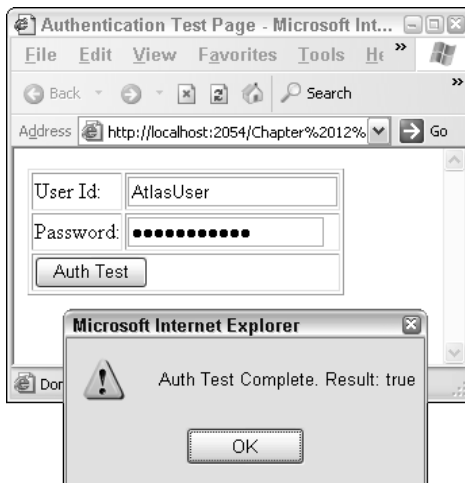 Authentication Test Page - Microsoft Int...
File Edit View Favorites Tools He »
Back Search »
Address http://localhost:2054/Chapter%2012% Go
User Id: AtlasUser
Password: ●●●●●●●●●●●
Auth Test
Microsoft Internet Explorer
Dor
Auth Test Complete. Result: true
OK